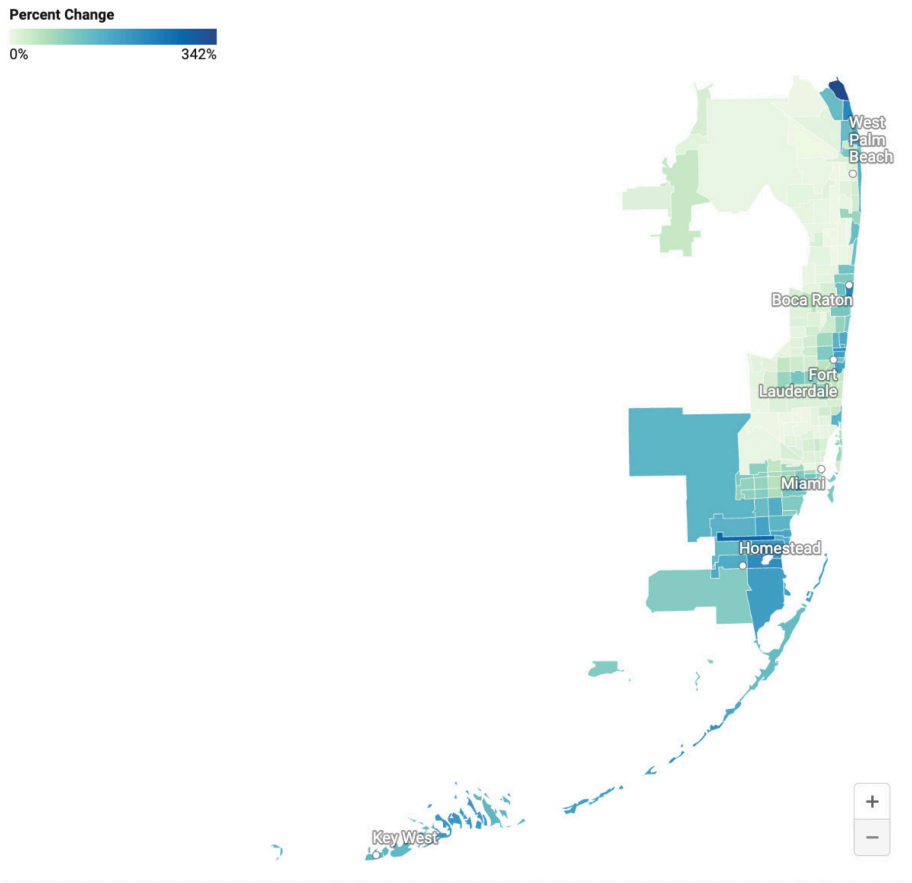 Percent Change
0% 342%
West
Palm
Beach
Boca Raton
Fort
Lauderdale
Miami
Homestead
+
−
Key West